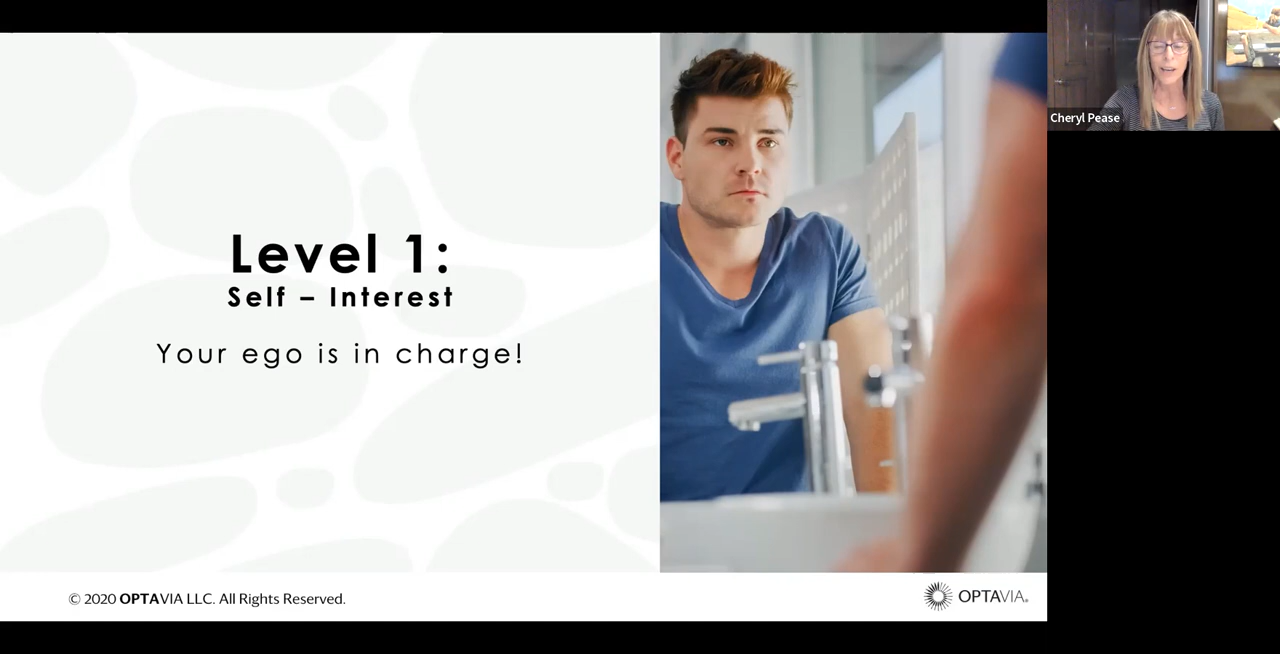 Level 1:
Self – Interest
Your ego is in charge!
© 2020 OPTAVIA LLC. All Rights Reserved.
OPTAVIA®
Cheryl Pease